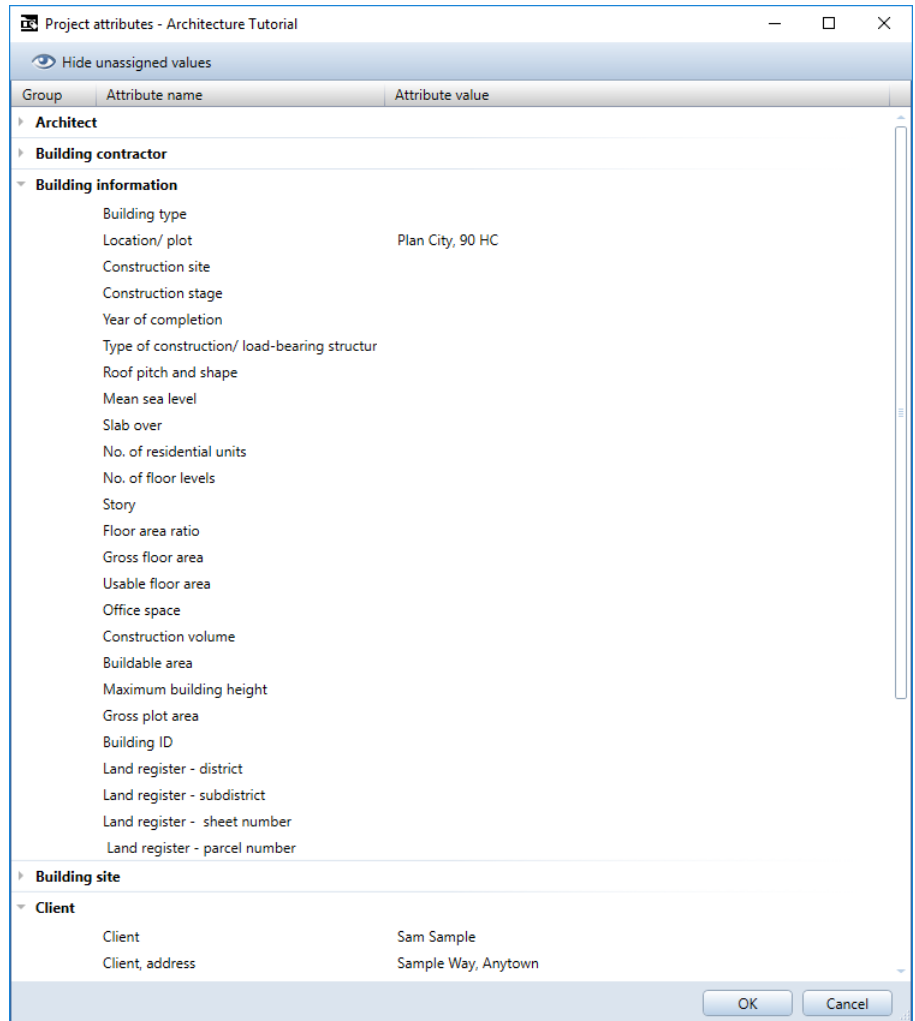 Project attributes - Architecture Tutorial
Hide unassigned values
Group Attribute name Attribute value
Architect
Building contractor
Building information
Building type
Location/ plot Plan City, 90 HC
Construction site
Construction stage
Year of completion
Type of construction/ load-bearing structur
Roof pitch and shape
Mean sea level
Slab over
No. of residential units
No. of floor levels
Story
Floor area ratio
Gross floor area
Usable floor area
Office space
Construction volume
Buildable area
Maximum building height
Gross plot area
Building ID
Land register - district
Land register - subdistrict
Land register -  sheet number
Land register - parcel number
Building site
Client
Client Sam Sample
Client, address Sample Way, Anytown
OK Cancel